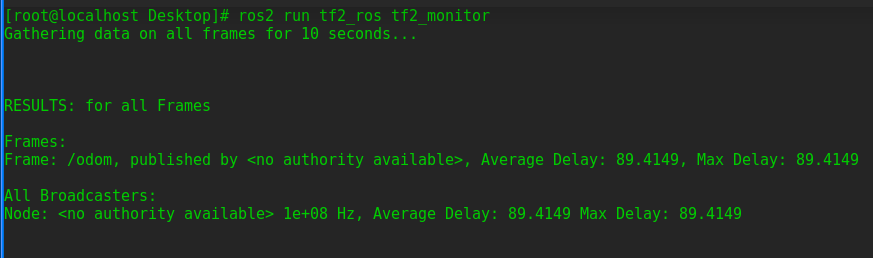 [root@localhost Desktop]# ros2 run tf2_ros tf2_monitor
Gathering data on all frames for 10 seconds...
RESULTS: for all Frames
Frames:
Frame: /odom, published by <no authority available>, Average Delay: 89.4149, Max Delay: 89.4149
All Broadcasters:
Node: <no authority available> 1e+08 Hz, Average Delay: 89.4149 Max Delay: 89.4149